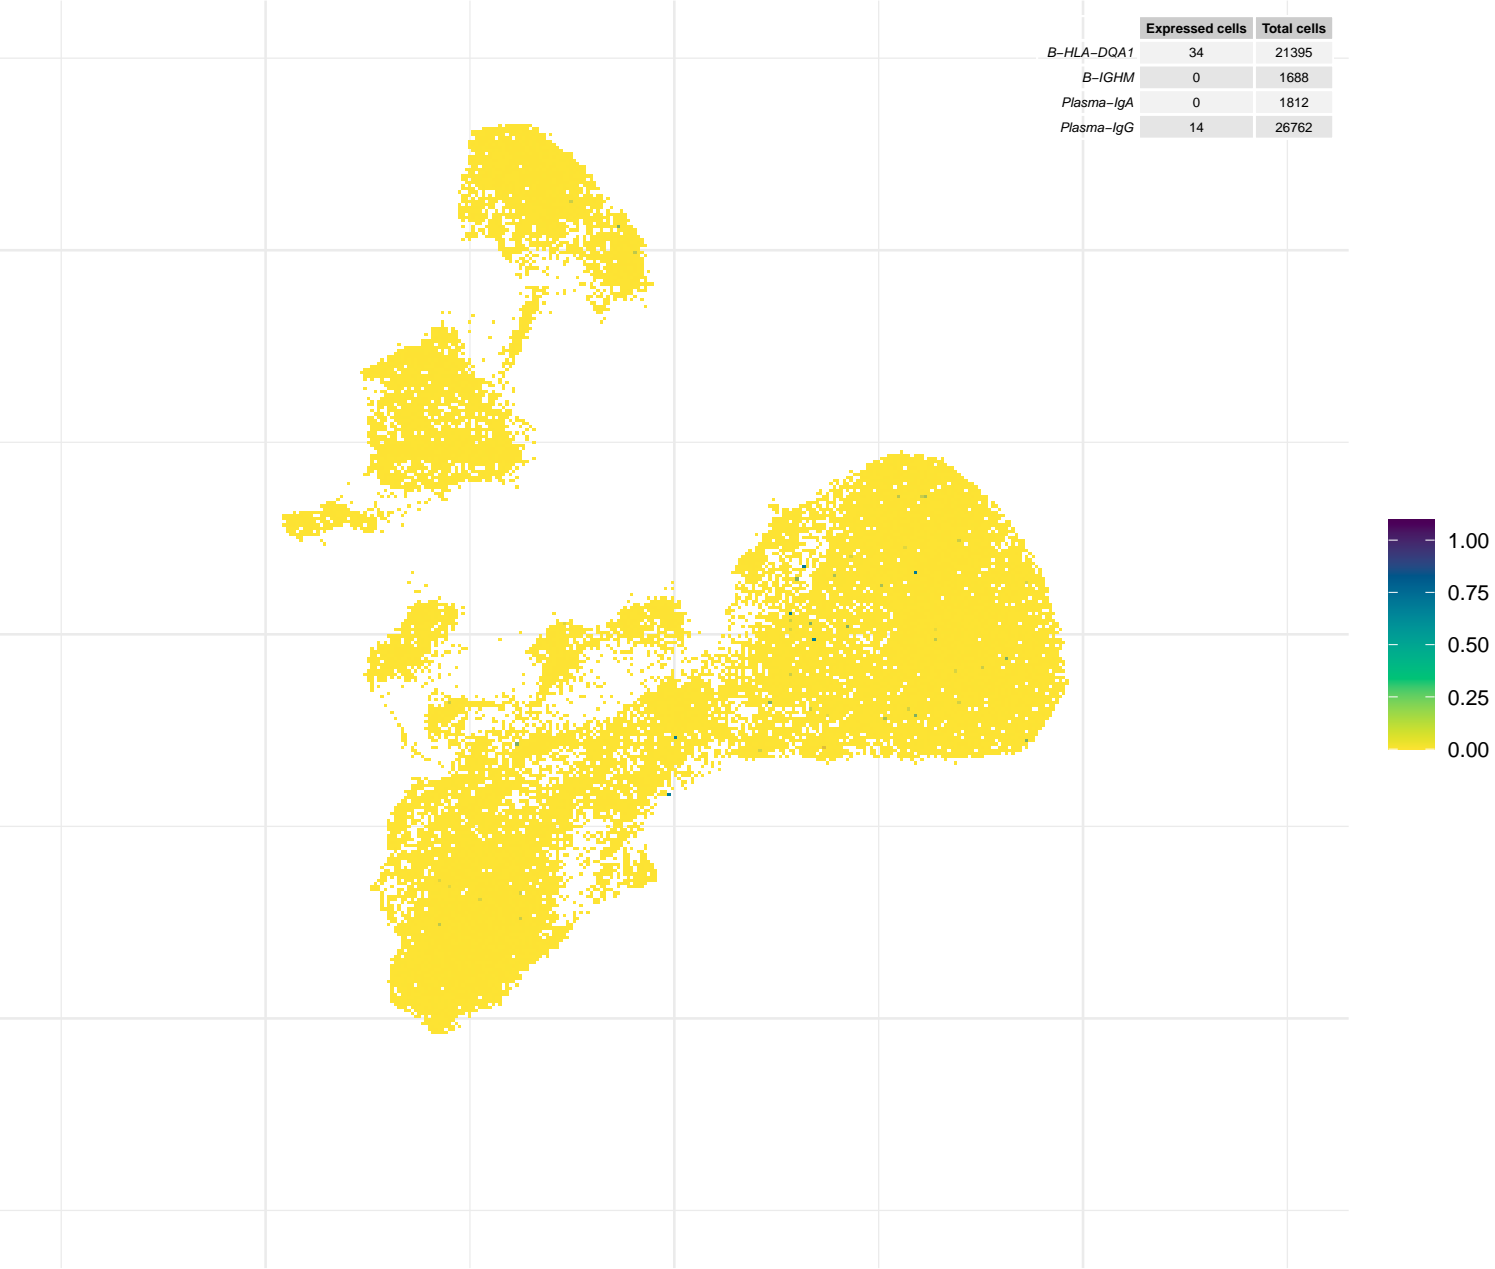 Expressed cells Total cells
B−HLA−DQA1 34 21395
B−IGHM 0 1688
Plasma−IgA 0 1812
Plasma−IgG 14 26762
1.00
0.75
0.50
0.25
0.00